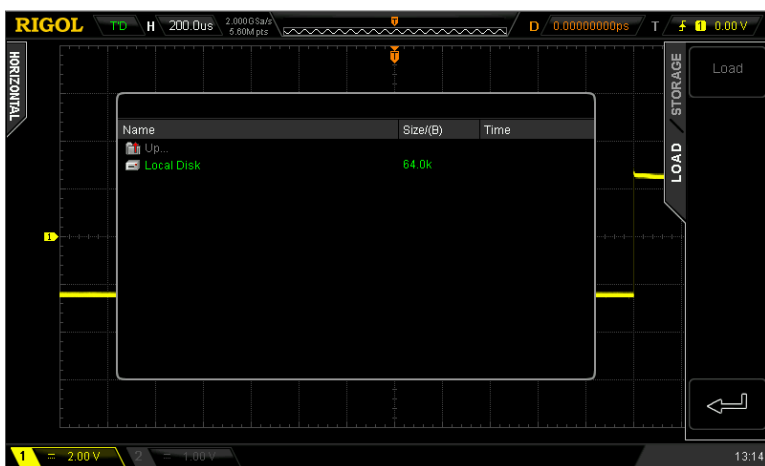 RIGOL T'D H 200.0us 2.000GSa/s 5.60M pts T D 0.00000000ps T 1 0.00 V
HORIZONTAL
T
STORAGE
LOAD
Load
Name Size/(B) Time
Up...
Local Disk 64.0k
1
1 = 2.00 V 2 = 1.00 V 13:14